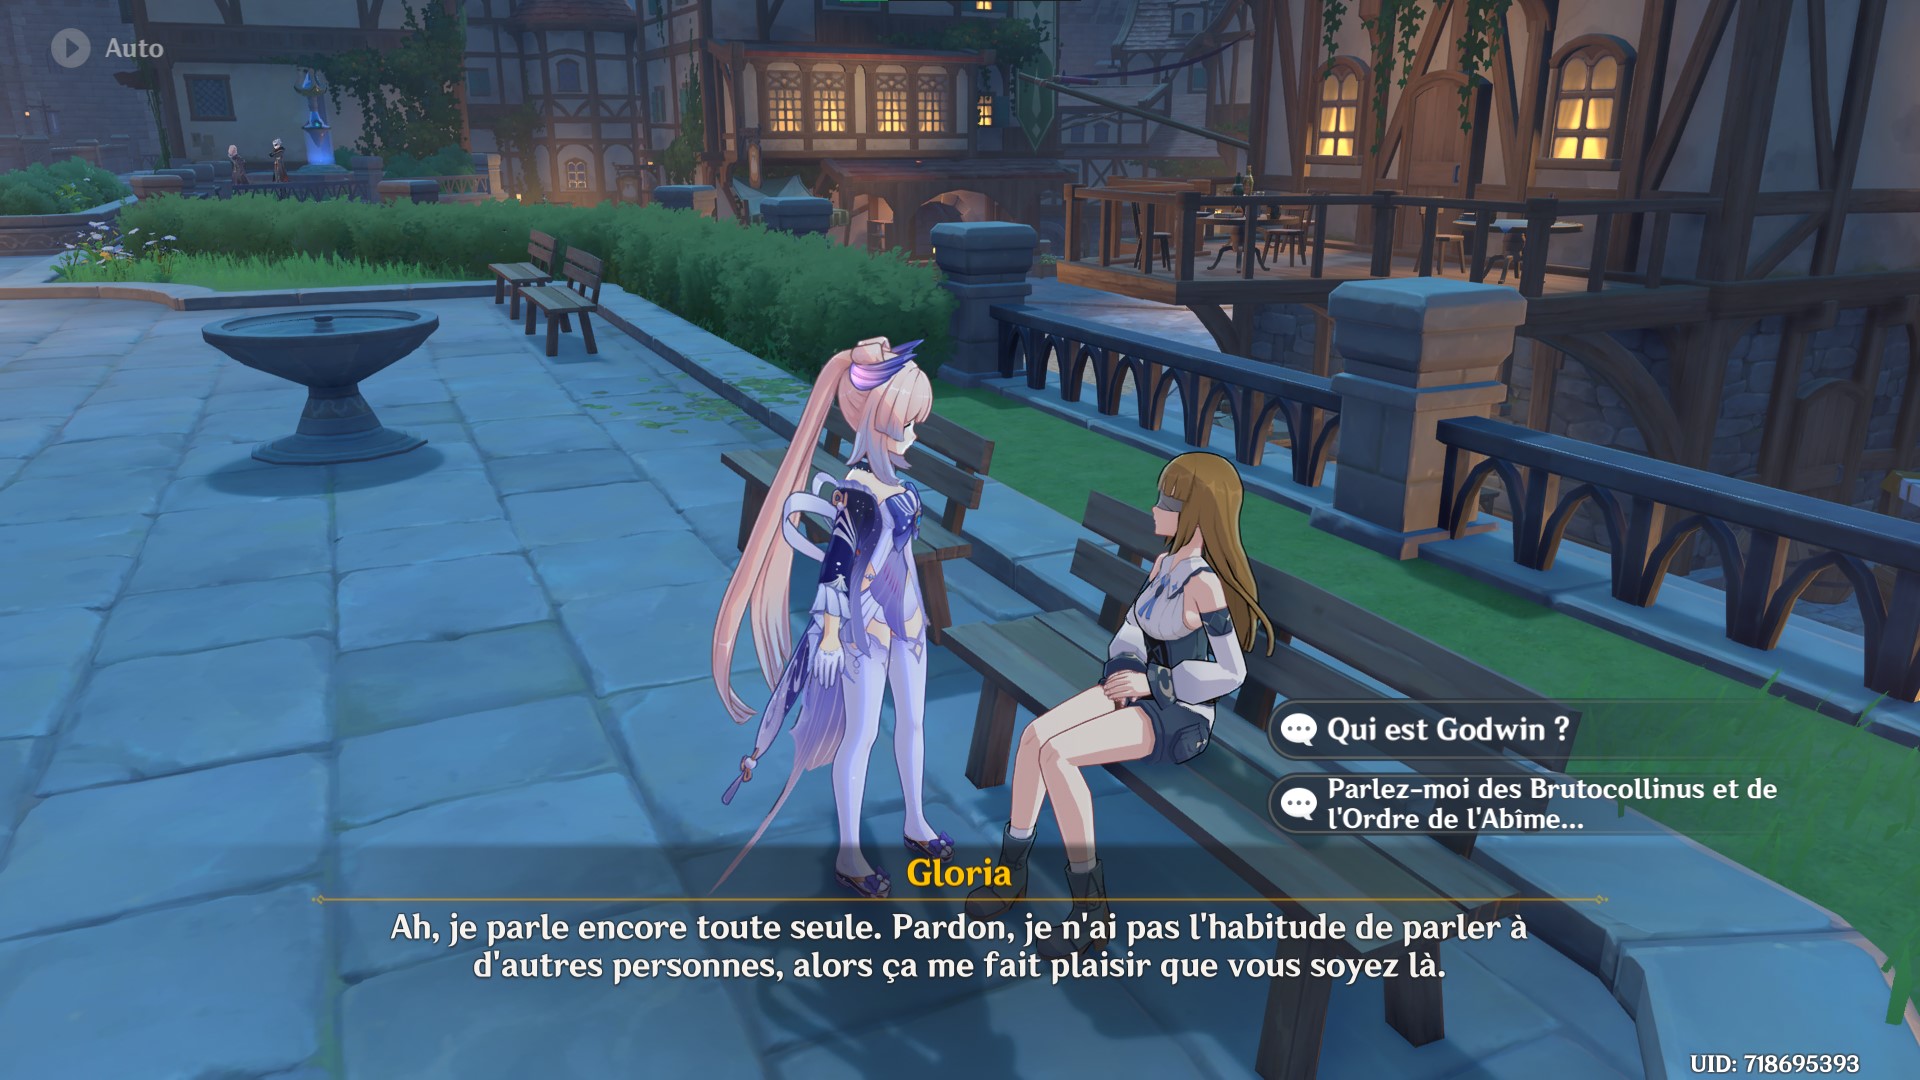 Auto
Qui est Godwin ?
Parlez-moi des Brutocollinus et de
l'Ordre de l'Abîme...
Gloria
Ah, je parle encore toute seule. Pardon, je n'ai pas l'habitude de parler à
d'autres personnes, alors ça me fait plaisir que vous soyez là.
UID: 718695393